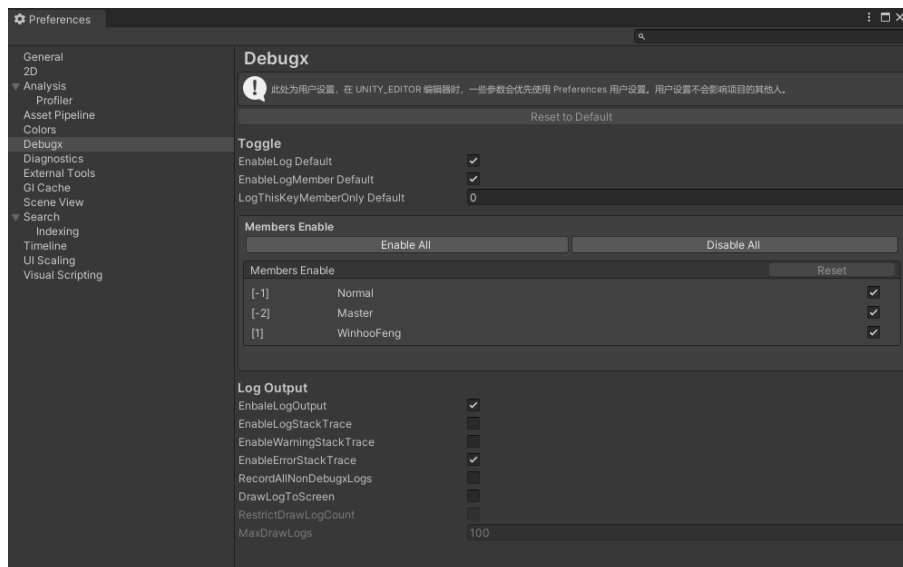 Preferences
General
2D
Analysis
Profiler
Asset Pipeline
Colors
Debugx
Diagnostics
External Tools
GI Cache
Scene View
Search
Indexing
Timeline
UI Scaling
Visual Scripting
Debugx
此处为用户设置，在 UNITY_EDITOR 编辑器时，一些参数会优先使用 Preferences 用户设置。用户设置不会影响项目的其他人。
Reset to Default
Toggle
EnableLog Default
EnableLogMember Default
LogThisKeyMemberOnly Default 0
Members Enable
Enable All Disable All
Members Enable Reset
[-1] Normal
[-2] Master
[1] WinhooFeng
Log Output
EnbaleLogOutput
EnableLogStackTrace
EnableWarningStackTrace
EnableErrorStackTrace
RecordAllNonDebugxLogs
DrawLogToScreen
RestrictDrawLogCount
MaxDrawLogs 100